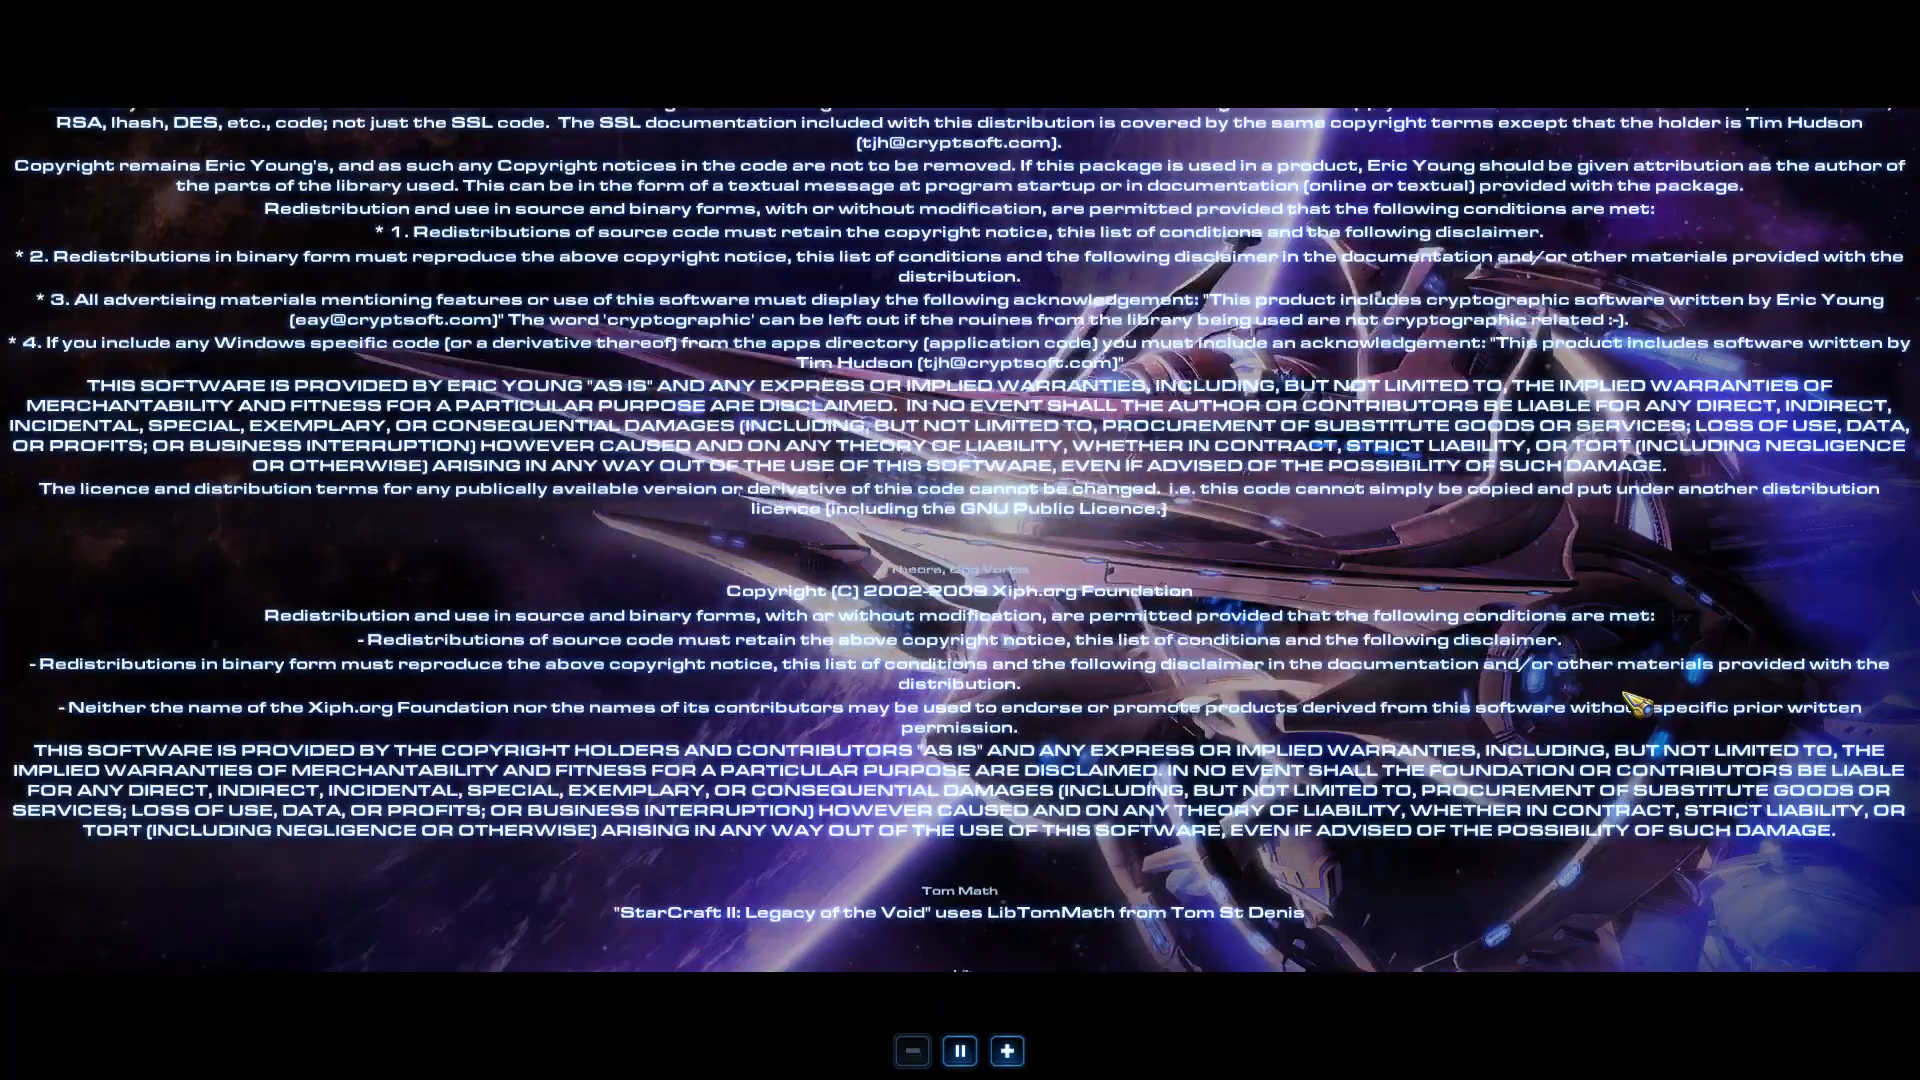 RSA, lhash, DES, etc., code; not just the SSL code.  The SSL documentation included with this distribution is covered by the same copyright terms except that the holder is Tim Hudson
(tjh@cryptsoft.com).
Copyright remains Eric Young's, and as such any Copyright notices in the code are not to be removed. If this package is used in a product, Eric Young should be given attribution as the author of
the parts of the library used. This can be in the form of a textual message at program startup or in documentation (online or textual) provided with the package.
Redistribution and use in source and binary forms, with or without modification, are permitted provided that the following conditions are met:
* 1. Redistributions of source code must retain the copyright notice, this list of conditions and the following disclaimer.
* 2. Redistributions in binary form must reproduce the above copyright notice, this list of conditions and the following disclaimer in the documentation and/or other materials provided with the
distribution.
* 3. All advertising materials mentioning features or use of this software must display the following acknowledgement: "This product includes cryptographic software written by Eric Young
(eay@cryptsoft.com)" The word 'cryptographic' can be left out if the rouines from the library being used are not cryptographic related :-).
* 4. If you include any Windows specific code (or a derivative thereof) from the apps directory (application code) you must include an acknowledgement: "This product includes software written by
Tim Hudson (tjh@cryptsoft.com)"
THIS SOFTWARE IS PROVIDED BY ERIC YOUNG "AS IS" AND ANY EXPRESS OR IMPLIED WARRANTIES, INCLUDING, BUT NOT LIMITED TO, THE IMPLIED WARRANTIES OF
MERCHANTABILITY AND FITNESS FOR A PARTICULAR PURPOSE ARE DISCLAIMED.  IN NO EVENT SHALL THE AUTHOR OR CONTRIBUTORS BE LIABLE FOR ANY DIRECT, INDIRECT,
INCIDENTAL, SPECIAL, EXEMPLARY, OR CONSEQUENTIAL DAMAGES (INCLUDING, BUT NOT LIMITED TO, PROCUREMENT OF SUBSTITUTE GOODS OR SERVICES; LOSS OF USE, DATA,
OR PROFITS; OR BUSINESS INTERRUPTION) HOWEVER CAUSED AND ON ANY THEORY OF LIABILITY, WHETHER IN CONTRACT, STRICT LIABILITY, OR TORT (INCLUDING NEGLIGENCE
OR OTHERWISE) ARISING IN ANY WAY OUT OF THE USE OF THIS SOFTWARE, EVEN IF ADVISED OF THE POSSIBILITY OF SUCH DAMAGE.
The licence and distribution terms for any publically available version or derivative of this code cannot be changed.  i.e. this code cannot simply be copied and put under another distribution
licence (including the GNU Public Licence.)
Theora, Ogg Vorbis
Copyright (C) 2002-2009 Xiph.org Foundation
Redistribution and use in source and binary forms, with or without modification, are permitted provided that the following conditions are met:
- Redistributions of source code must retain the above copyright notice, this list of conditions and the following disclaimer.
- Redistributions in binary form must reproduce the above copyright notice, this list of conditions and the following disclaimer in the documentation and/or other materials provided with the
distribution.
- Neither the name of the Xiph.org Foundation nor the names of its contributors may be used to endorse or promote products derived from this software without specific prior written
permission.
THIS SOFTWARE IS PROVIDED BY THE COPYRIGHT HOLDERS AND CONTRIBUTORS "AS IS" AND ANY EXPRESS OR IMPLIED WARRANTIES, INCLUDING, BUT NOT LIMITED TO, THE
IMPLIED WARRANTIES OF MERCHANTABILITY AND FITNESS FOR A PARTICULAR PURPOSE ARE DISCLAIMED. IN NO EVENT SHALL THE FOUNDATION OR CONTRIBUTORS BE LIABLE
FOR ANY DIRECT, INDIRECT, INCIDENTAL, SPECIAL, EXEMPLARY, OR CONSEQUENTIAL DAMAGES (INCLUDING, BUT NOT LIMITED TO, PROCUREMENT OF SUBSTITUTE GOODS OR
SERVICES; LOSS OF USE, DATA, OR PROFITS; OR BUSINESS INTERRUPTION) HOWEVER CAUSED AND ON ANY THEORY OF LIABILITY, WHETHER IN CONTRACT, STRICT LIABILITY, OR
TORT (INCLUDING NEGLIGENCE OR OTHERWISE) ARISING IN ANY WAY OUT OF THE USE OF THIS SOFTWARE, EVEN IF ADVISED OF THE POSSIBILITY OF SUCH DAMAGE.
Tom Math
"StarCraft II: Legacy of the Void" uses LibTomMath from Tom St Denis